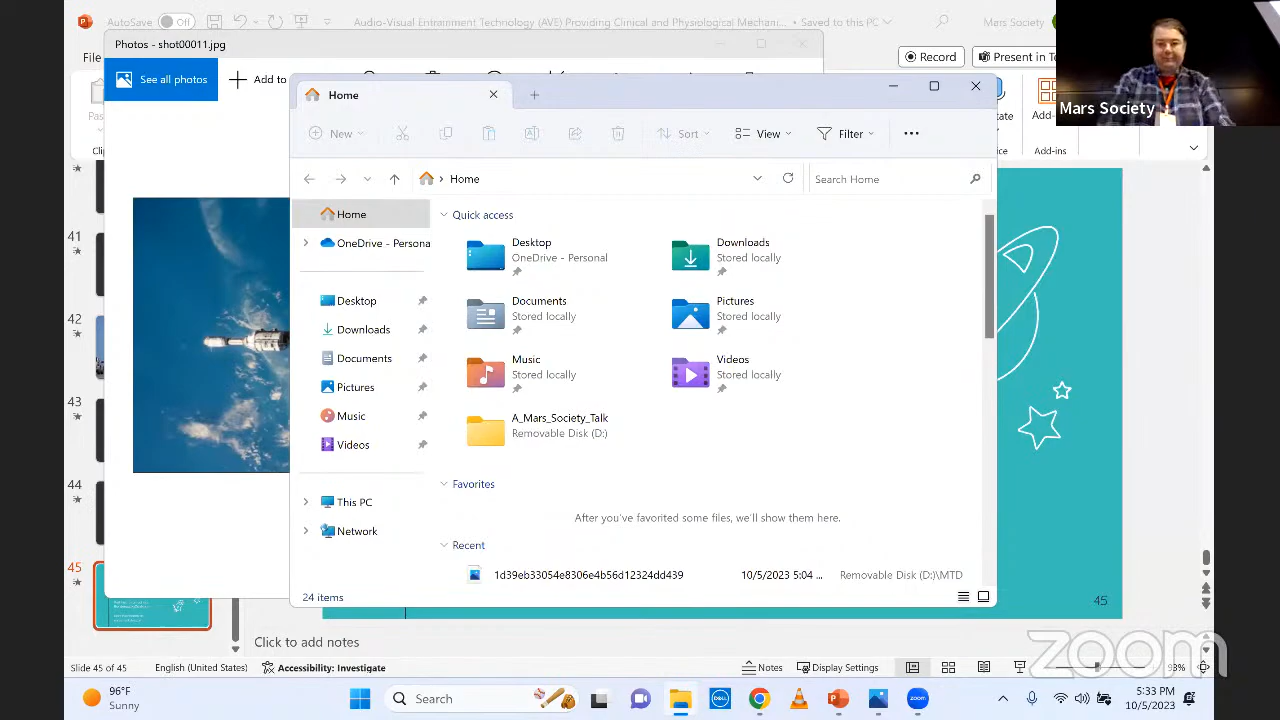 AutoSave
Off
Audio-Visual Entrainment Technology (AVE) Providing Clinical and Physiological Mechan... - Saved to this PC
Mars Society
File
Record
Present in Te
Photos - shot00011.jpg
See all photos
Add to
Mars Society
Add-ins
Home
New
Sort
View
Filter
Home
Search Home
Home
OneDrive - Persona
Desktop
Downloads
Documents
Pictures
Music
Videos
This PC
Network
Quick access
Desktop
OneDrive - Personal
Downloads
Stored locally
Documents
Stored locally
Pictures
Stored locally
Music
Stored locally
Videos
Stored locally
A_Mars_Society_Talk
Removable Disk (D:)
Favorites
After you've favorited some files, we'll show them here.
Recent
10/5/2023 5:04 ...
Removable Disk (D:)\MTD
24 items
41
42
43
44
45
45
Click to add notes
zoom
Slide 45 of 45
English (United States)
Accessibility: Investigate
Notes
Display Settings
93%
96°F
Sunny
Search
DELL
zoom
5:33 PM
10/5/2023